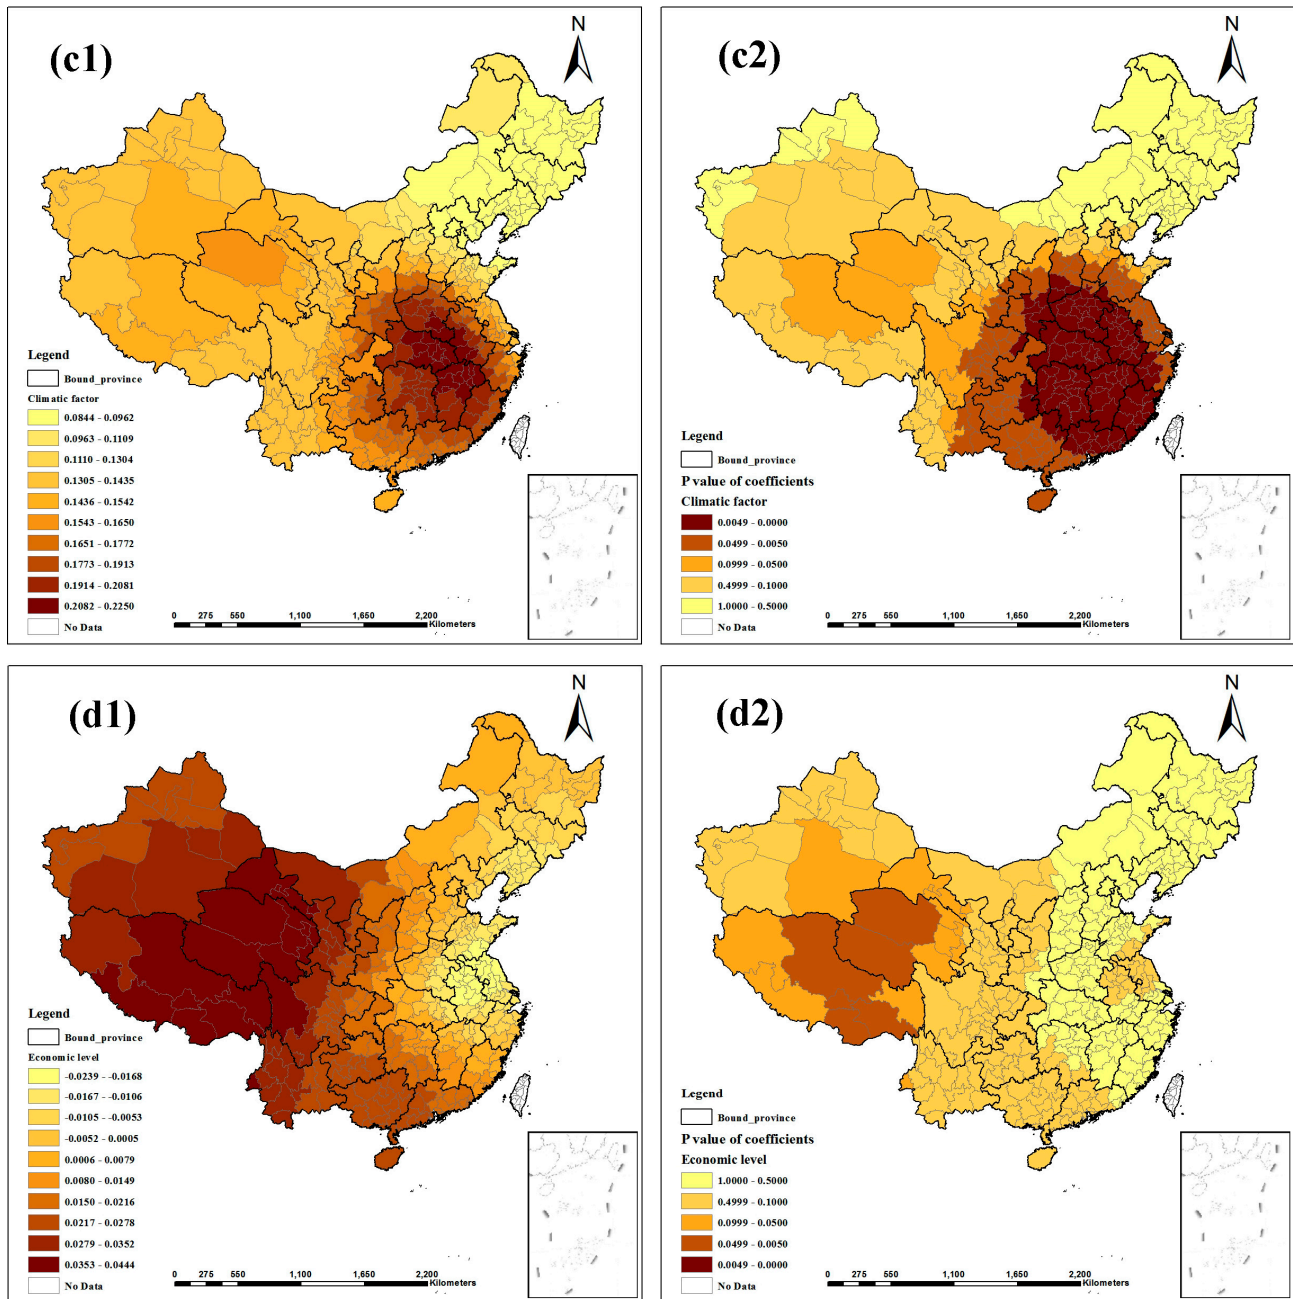 (c1)
N
Legend
Bound_province
Climatic factor
0.0844 - 0.0962
0.0963 - 0.1109
0.1110 - 0.1304
0.1305 - 0.1435
0.1436 - 0.1542
0.1543 - 0.1650
0.1651 - 0.1772
0.1773 - 0.1913
0.1914 - 0.2081
0.2082 - 0.2250
No Data
0 275 550 1,100 1,650 2,200
Kilometers
(c2)
N
Legend
Bound_province
P value of coefficients
Climatic factor
0.0049 - 0.0000
0.0499 - 0.0050
0.0999 - 0.0500
0.4999 - 0.1000
1.0000 - 0.5000
No Data
0 275 550 1,100 1,650 2,200
Kilometers
(d1)
N
Legend
Bound_province
Economic level
-0.0239 - -0.0168
-0.0167 - -0.0106
-0.0105 - -0.0053
-0.0052 - 0.0005
0.0006 - 0.0079
0.0080 - 0.0149
0.0150 - 0.0216
0.0217 - 0.0278
0.0279 - 0.0352
0.0353 - 0.0444
No Data
0 275 550 1,100 1,650 2,200
Kilometers
(d2)
N
Legend
Bound_province
P value of coefficients
Economic level
1.0000 - 0.5000
0.4999 - 0.1000
0.0999 - 0.0500
0.0499 - 0.0050
0.0049 - 0.0000
No Data
0 275 550 1,100 1,650 2,200
Kilometers